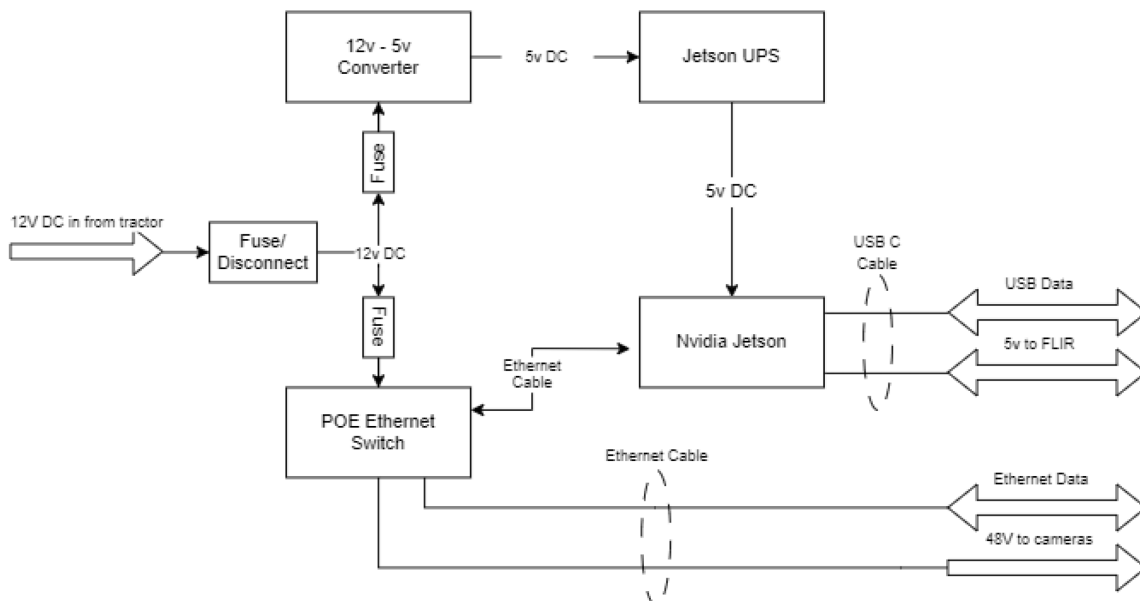 12v - 5v
Converter
5v DC
Jetson UPS
Fuse
5v DC
12V DC in from tractor
Fuse/
Disconnect
12v DC
USB C
Cable
USB Data
Fuse
Nvidia Jetson
5v to FLIR
Ethernet
Cable
POE Ethernet
Switch
Ethernet Cable
Ethernet Data
48V to cameras